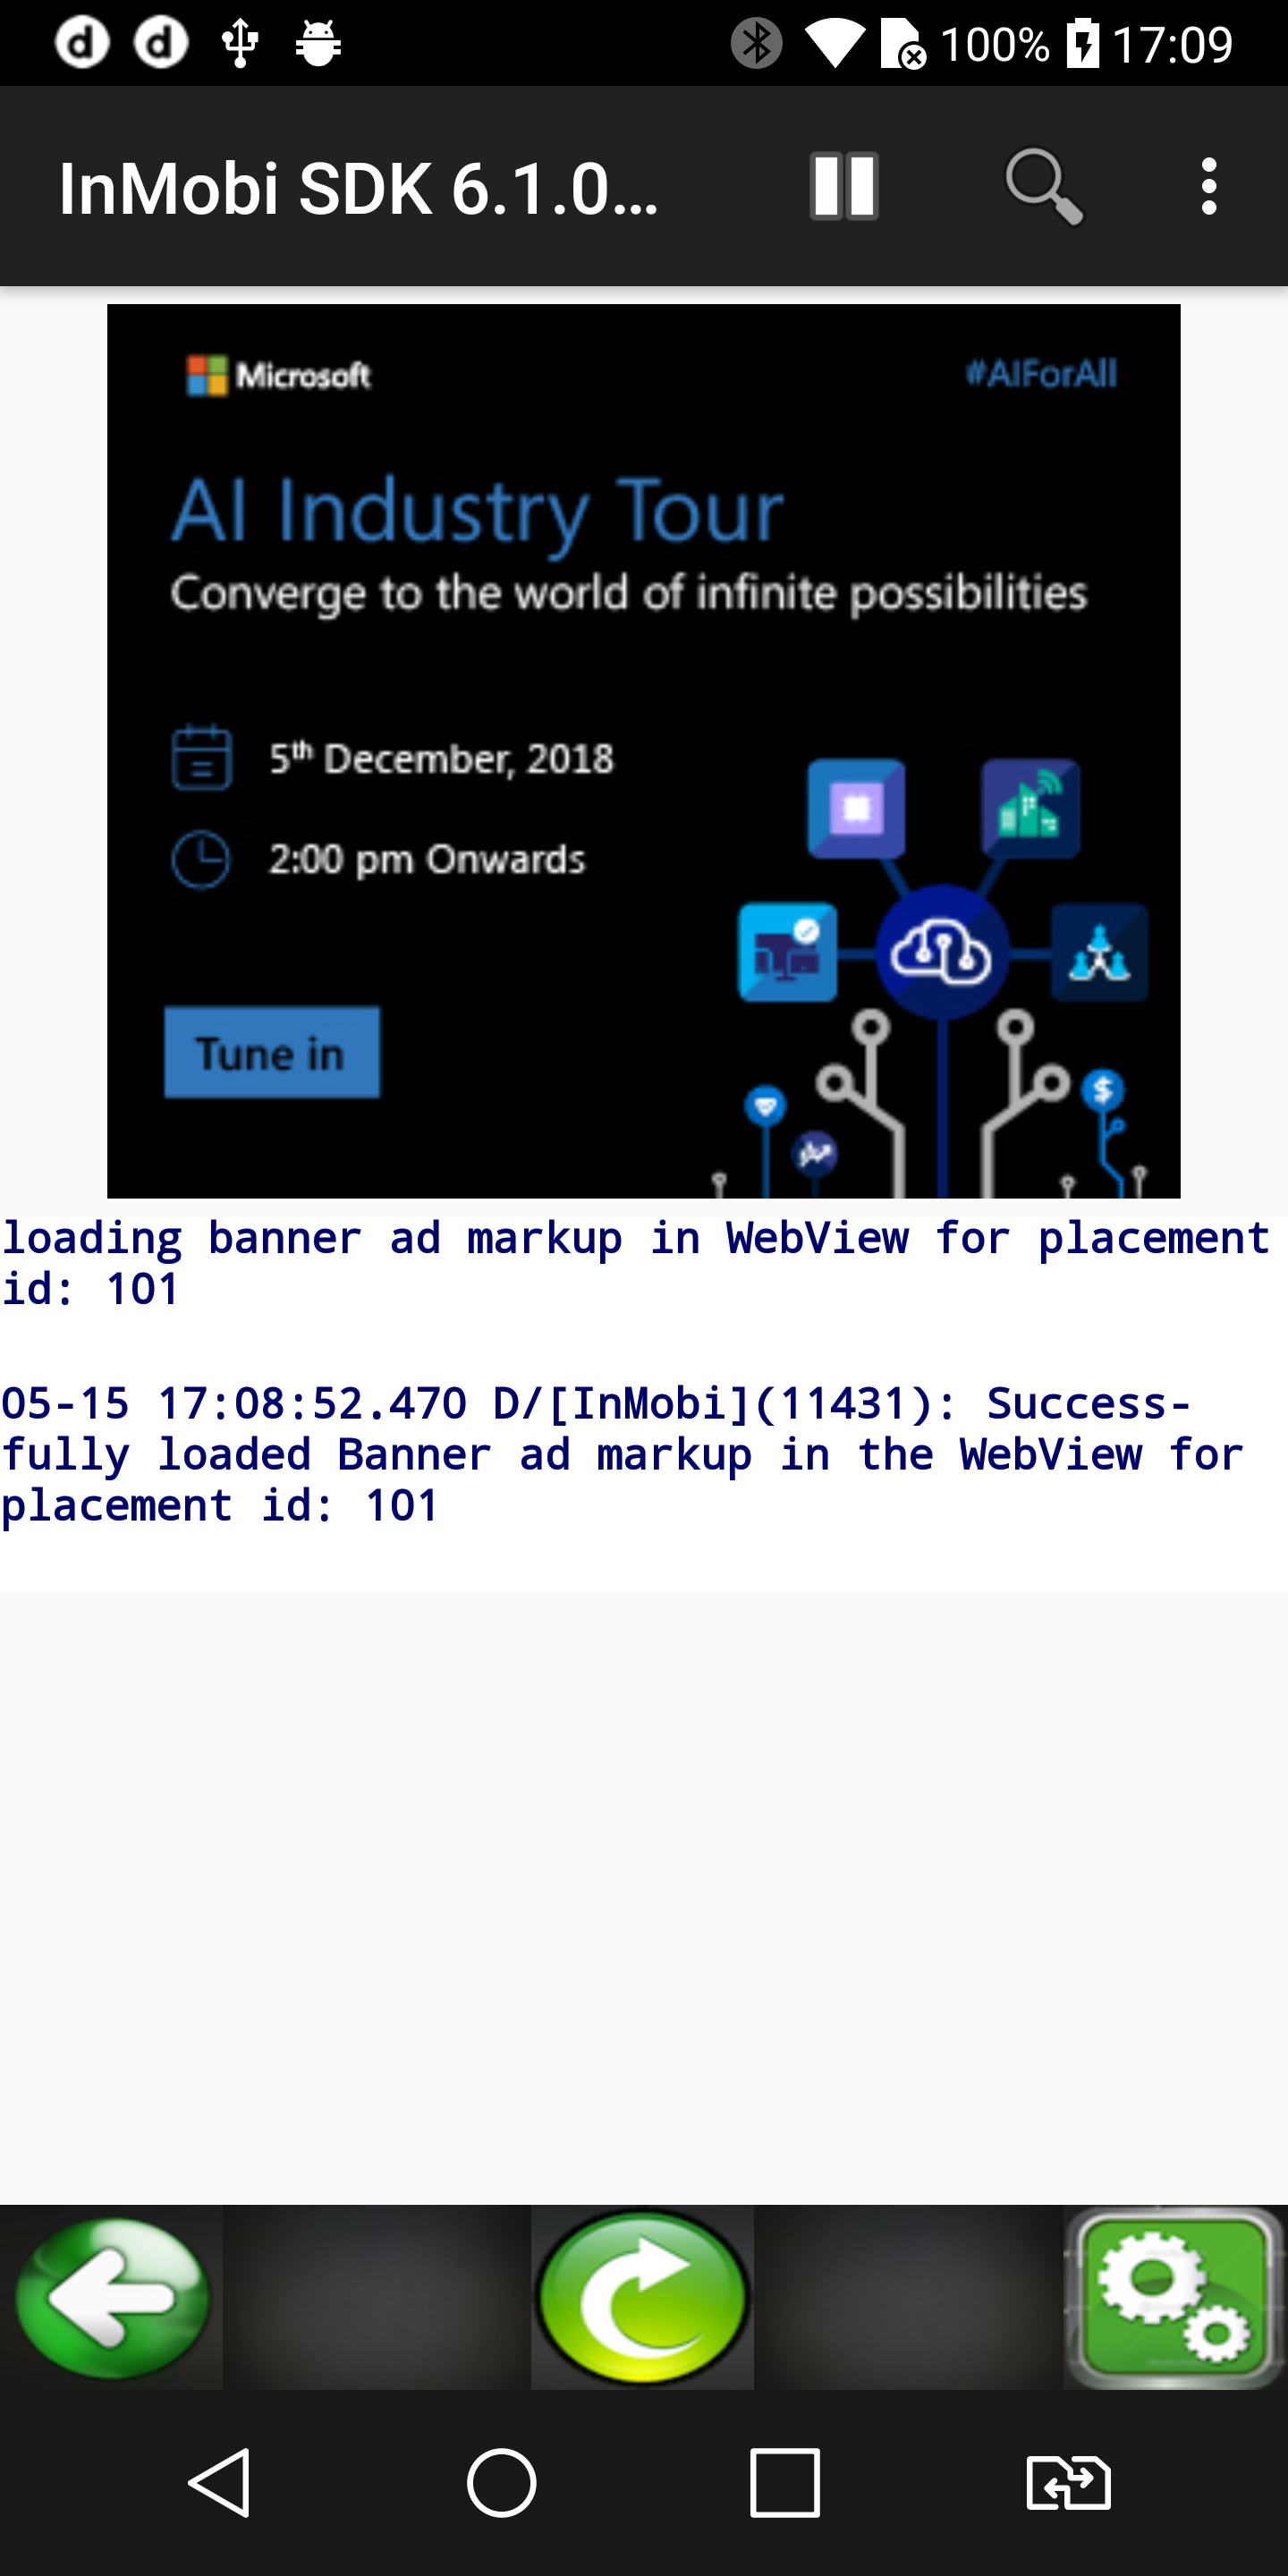 100% 17:09
InMobi SDK 6.1.0...
Microsoft
#AIForAll
AI Industry Tour
Converge to the world of infinite possibilities
5th December, 2018
2:00 pm Onwards
Tune in
loading banner ad markup in WebView for placement
id: 101
05-15 17:08:52.470 D/[InMobi](11431): Success-
fully loaded Banner ad markup in the WebView for
placement id: 101